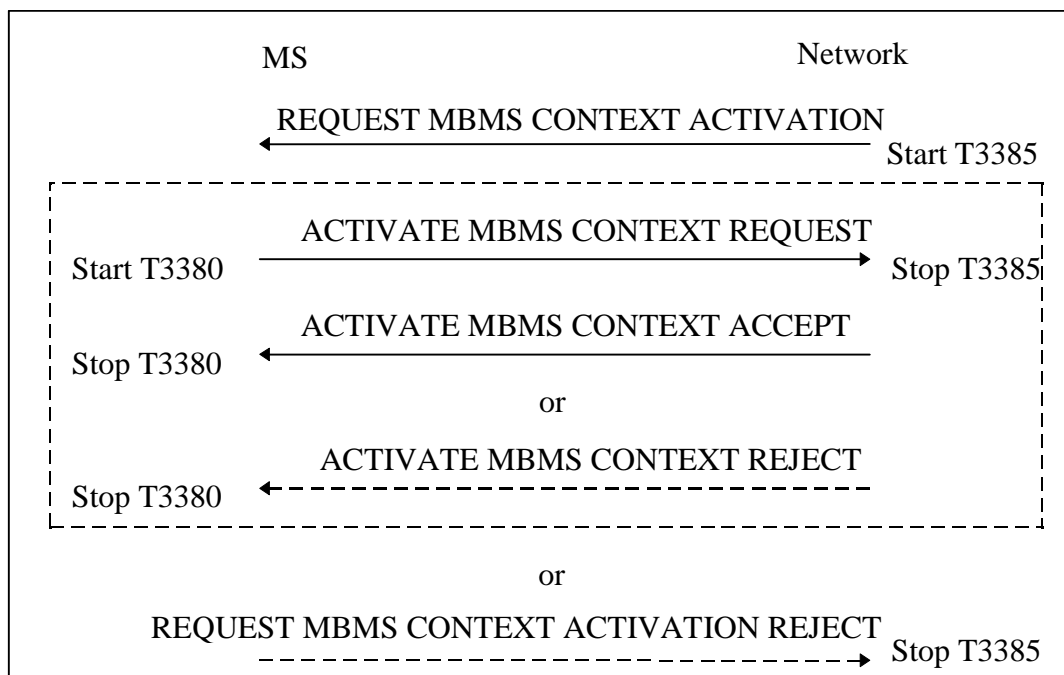 MS Network
REQUEST MBMS CONTEXT ACTIVATION
Start T3385
ACTIVATE MBMS CONTEXT REQUEST
Start T3380 Stop T3385
ACTIVATE MBMS CONTEXT ACCEPT
Stop T3380
or
ACTIVATE MBMS CONTEXT REJECT
Stop T3380
or
REQUEST MBMS CONTEXT ACTIVATION REJECT
Stop T3385